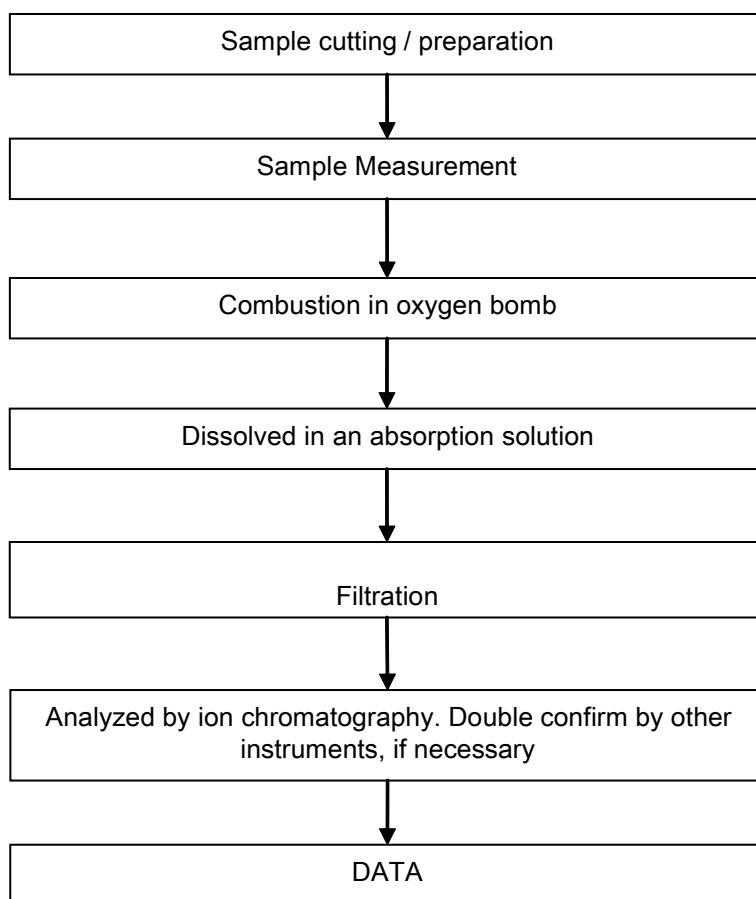 Sample cutting / preparation
Sample Measurement
Combustion in oxygen bomb
Dissolved in an absorption solution
Filtration
Analyzed by ion chromatography. Double confirm by other
instruments, if necessary
DATA